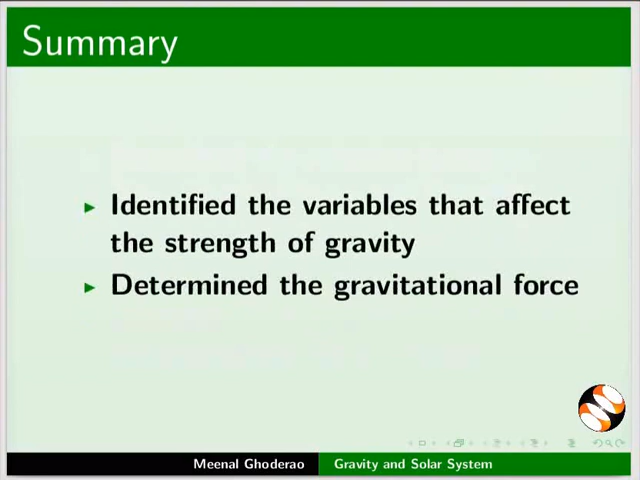 Summary
Identified the variables that affect
the strength of gravity
Determined the gravitational force
Meenal Ghoderao
Gravity and Solar System